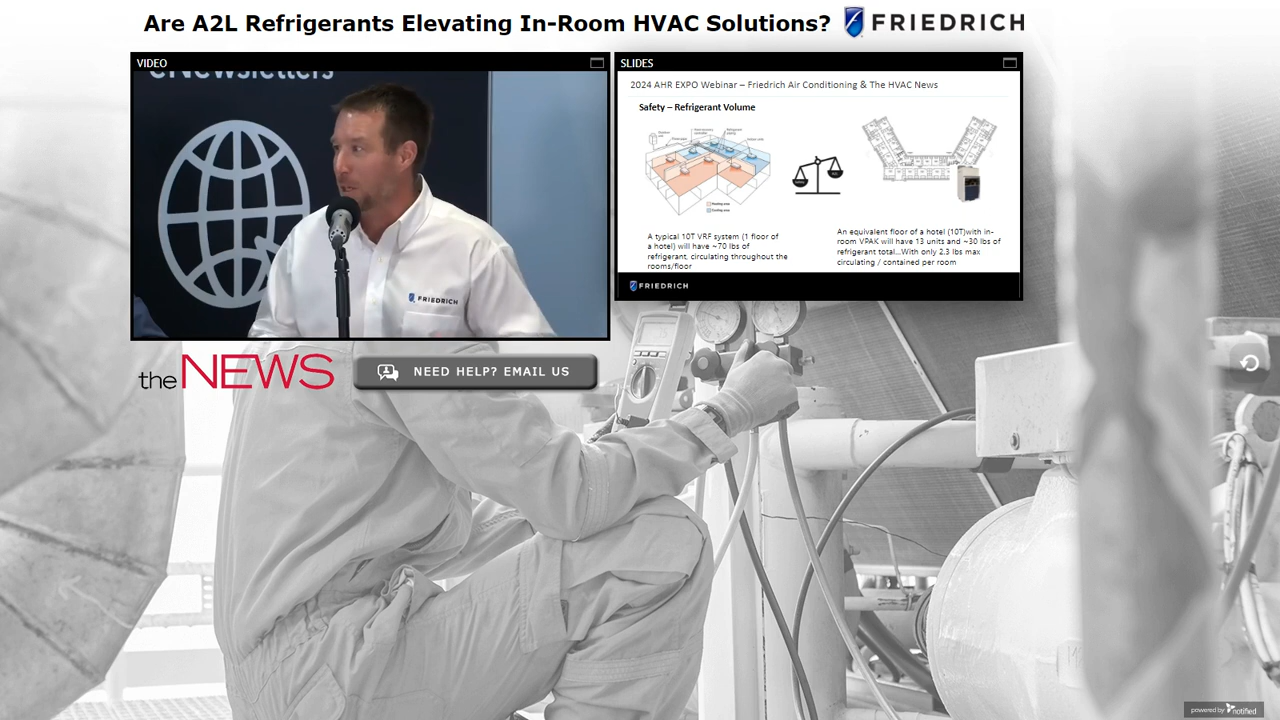 Are A2L Refrigerants Elevating In-Room HVAC Solutions?
FRIEDRICH
VIDEO
eNewsletters
FRIEDRICH
SLIDES
2024 AHR EXPO Webinar – Friedrich Air Conditioning & The HVAC News
Safety – Refrigerant Volume
A typical 10T VRF system (1 floor of
a hotel) will have ~70 lbs of
refrigerant, circulating throughout the
rooms/floor
An equivalent floor of a hotel (10T)with in-
room VPAK will have 13 units and ~30 lbs of
refrigerant total...With only 2.3 lbs max
circulating / contained per room
FRIEDRICH
the NEWS
NEED HELP? EMAIL US
powered by notified